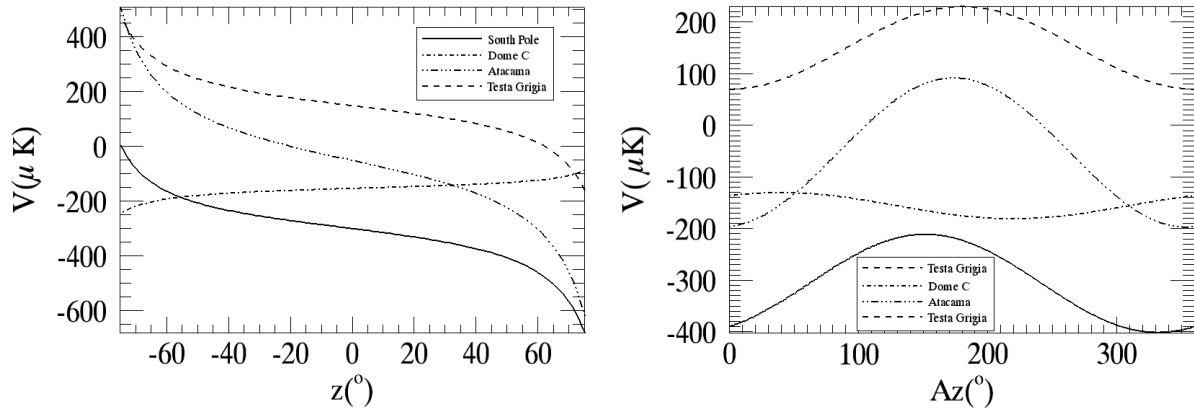 V(μ K)
400
200
0
-200
-400
-600
South Pole
Dome C
Atacama
Testa Grigia
-60 -40 -20 0 20 40 60
z(°)
V( μK)
200
100
0
-100
-200
-300
-400
Testa Grigia
Dome C
Atacama
Testa Grigia
0 100 200 300
Az(°)